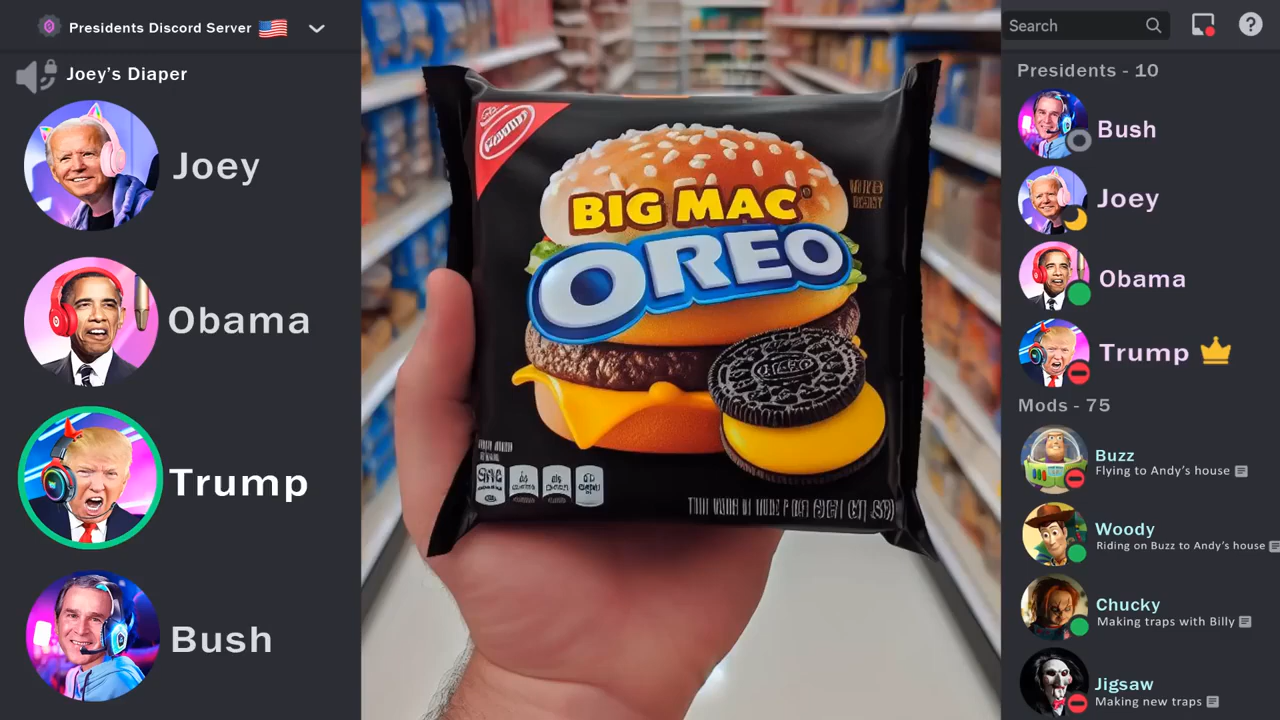 Presidents Discord Server
Joey's Diaper
Joey
Obama
Trump
Bush
BIG MAC
OREO
Search
?
Presidents - 10
Bush
Joey
Obama
Trump
Mods - 75
Buzz
Flying to Andy's house
Woody
Riding on Buzz to Andy's house
Chucky
Making traps with Billy
Jigsaw
Making new traps